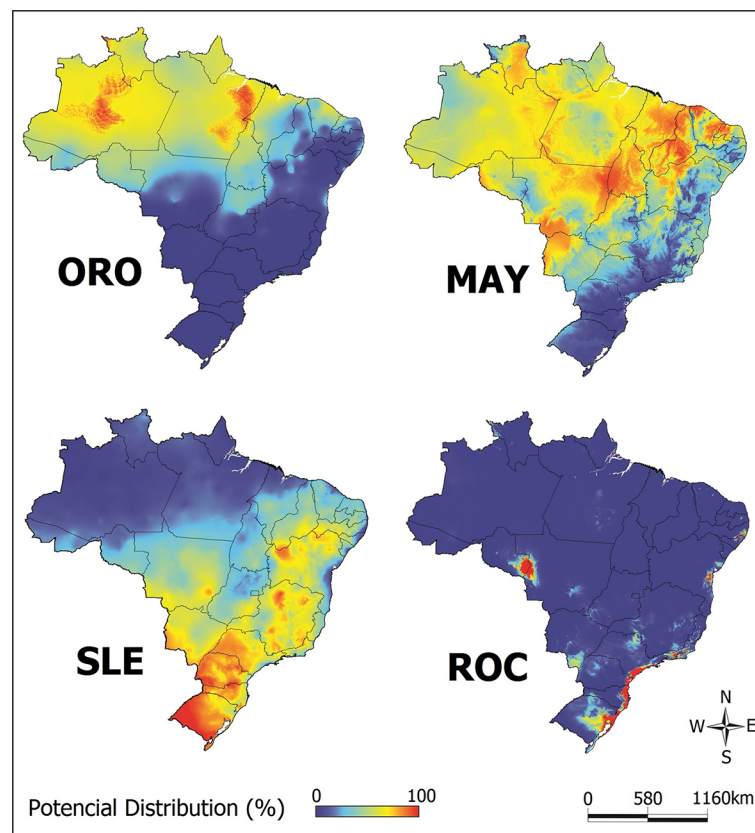 ORO
MAY
SLE
ROC
N
W E
S
Potencial Distribution (%)
0 100
0 580 1160km